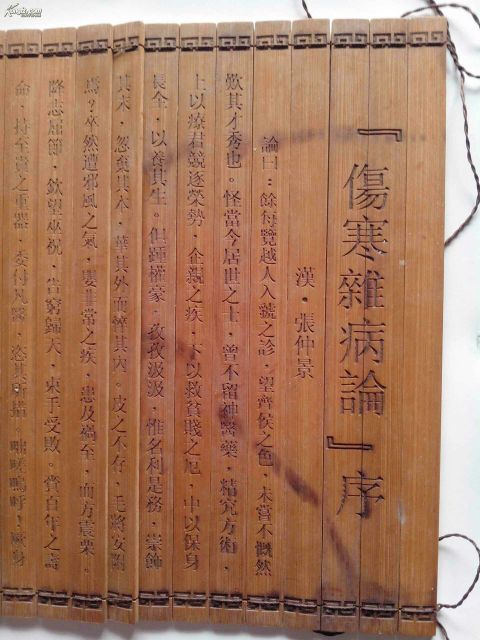 『傷寒雜病論』序
漢·張仲景
論曰：餘每覽越人入虢之診，望齊侯之色，未嘗不慨然
歎其才秀也。怪當今居世之士，曾不留神醫藥，精究方術，
上以療君競逐榮勢，企親之疾，下以救貧賤之厄，中以保身
長全，以養其生。但踵權豪，孜孜汲汲，惟名利是務，崇飾
其末，忽棄其本，華其外而悴其內。皮之不存，毛將安附
焉？卒然遭邪風之氣，嬰非常之疾，患及禍至，而方震栗。
降志屈節，欽望巫祝，告窮歸天，束手受敗。賫百年之壽
命，持至貴之重器，委付凡醫，恣其所措。咄嗟嗚呼，厥身